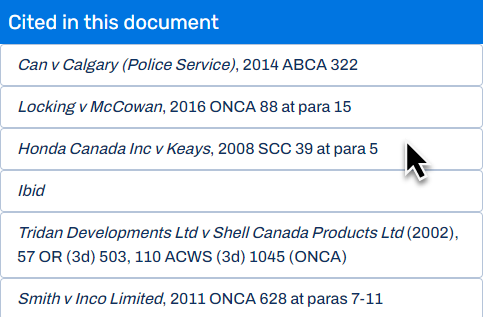 Cited in this document
Can v Calgary (Police Service), 2014 ABCA 322
Locking v McCowan, 2016 ONCA 88 at para 15
Honda Canada Inc v Keays, 2008 SCC 39 at para 5
Ibid
Tridan Developments Ltd v Shell Canada Products Ltd (2002),
57 OR (3d) 503, 110 ACWS (3d) 1045 (ONCA)
Smith v Inco Limited, 2011 ONCA 628 at paras 7-11